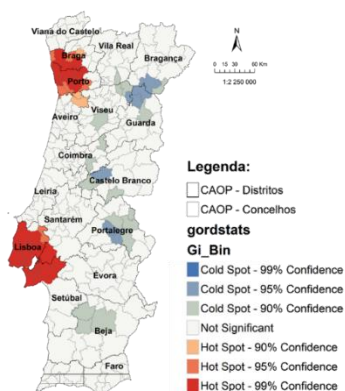 Viana do Castelo
Vila Real
Bragança
Braga
Porto
Viseu
Aveiro
Guarda
Coimbra
Castelo Branco
Leiria
Santarém
Portalegre
Lisboa
Évora
Setúbal
Beja
Faro
N
0 15 30 60 Km
1:2 250 000
Legenda:
CAOP - Distritos
CAOP - Concelhos
gordstats
Gi_Bin
Cold Spot - 99% Confidence
Cold Spot - 95% Confidence
Cold Spot - 90% Confidence
Not Significant
Hot Spot - 90% Confidence
Hot Spot - 95% Confidence
Hot Spot - 99% Confidence